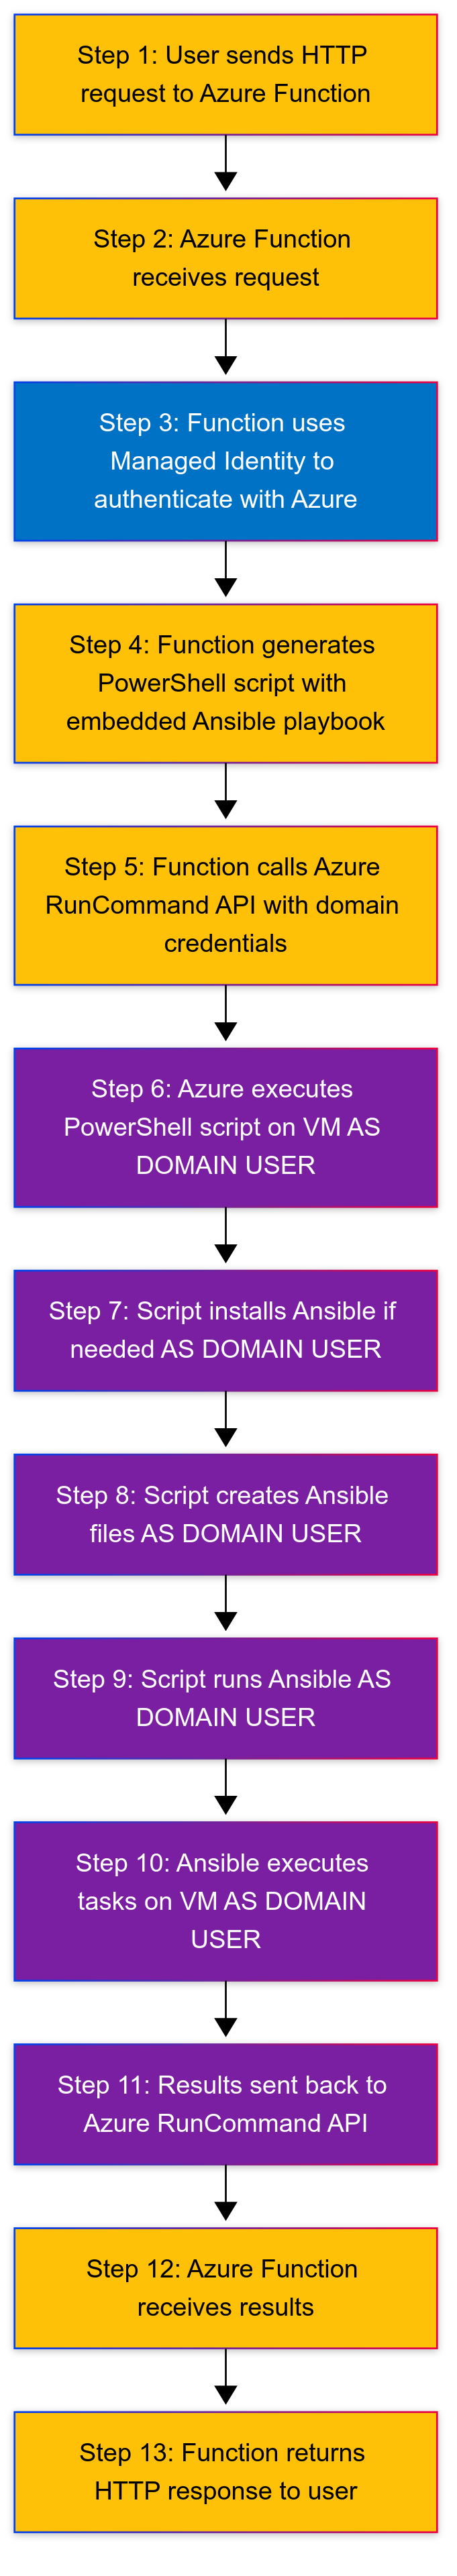 Step 1: User sends HTTP
request to Azure Function
Step 2: Azure Function
receives request
Step 3: Function uses
Managed Identity to
authenticate with Azure
Step 4: Function generates
PowerShell script with
embedded Ansible playbook
Step 5: Function calls Azure
RunCommand API with domain
credentials
Step 6: Azure executes
PowerShell script on VM AS
DOMAIN USER
Step 7: Script installs Ansible if
needed AS DOMAIN USER
Step 8: Script creates Ansible
files AS DOMAIN USER
Step 9: Script runs Ansible AS
DOMAIN USER
Step 10: Ansible executes
tasks on VM AS DOMAIN
USER
Step 11: Results sent back to
Azure RunCommand API
Step 12: Azure Function
receives results
Step 13: Function returns
HTTP response to user